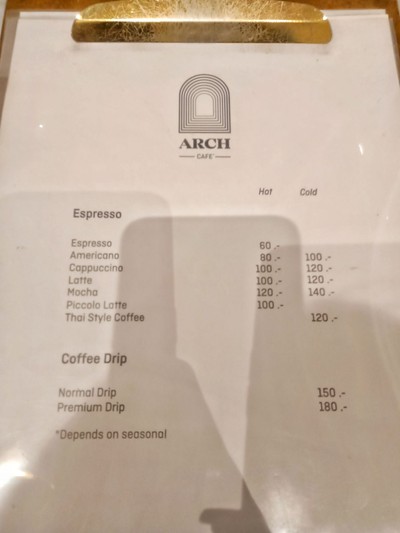 ARCH
CAFE'
Hot Cold
Espresso
Espresso 60 .-
Americano 80 .- 100 .-
Cappuccino 100 .- 120 .-
Latte 100 .- 120 .-
Mocha 120 .- 140 .-
Piccolo Latte 100 .-
Thai Style Coffee 120 .-
Coffee Drip
Normal Drip 150 .-
Premium Drip 180 .-
*Depends on seasonal